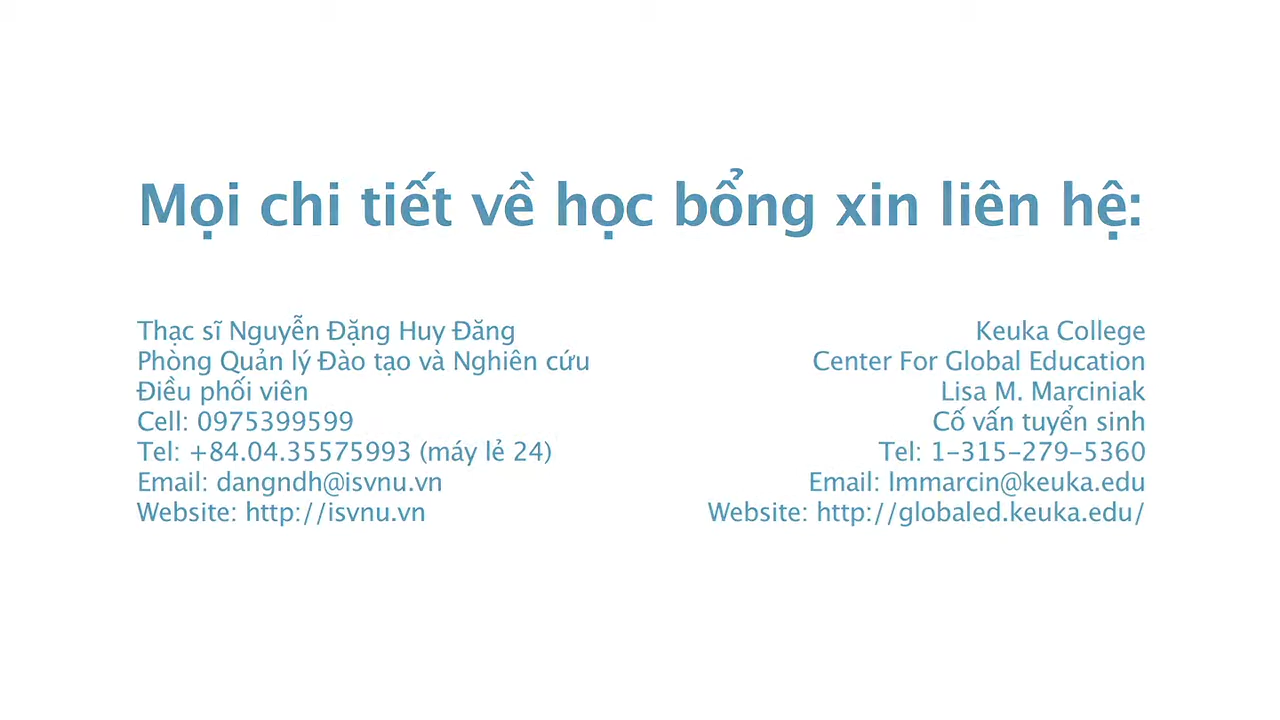 Mọi chi tiết về học bổng xin liên hệ:
Thạc sĩ Nguyễn Đặng Huy Đăng
Phòng Quản lý Đào tạo và Nghiên cứu
Điều phối viên
Cell: 0975399599
Tel: +84.04.35575993 (máy lẻ 24)
Email: dangndh@isvnu.vn
Website: http://isvnu.vn
Keuka College
Center For Global Education
Lisa M. Marciniak
Cố vấn tuyển sinh
Tel: 1-315-279-5360
Email: lmmarcin@keuka.edu
Website: http://globaled.keuka.edu/